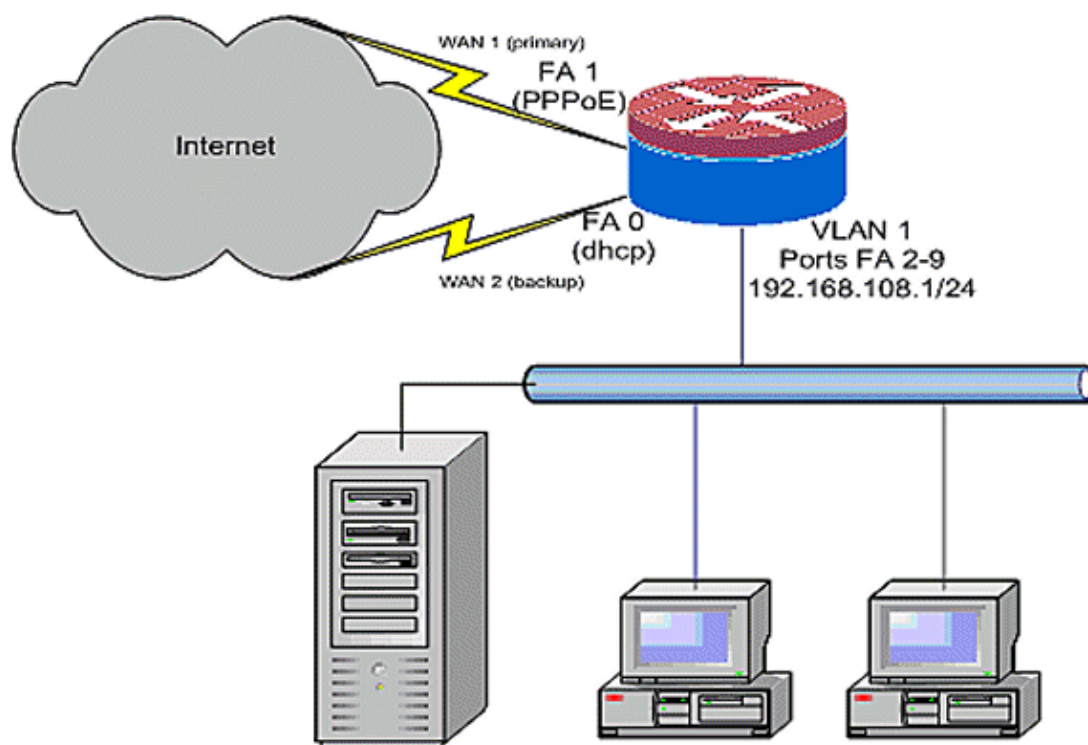 WAN 1 (primary)
FA 1
(PPPoE)
Internet
FA 0
(dhcp)
WAN 2 (backup)
VLAN 1
Ports FA 2-9
192.168.108.1/24